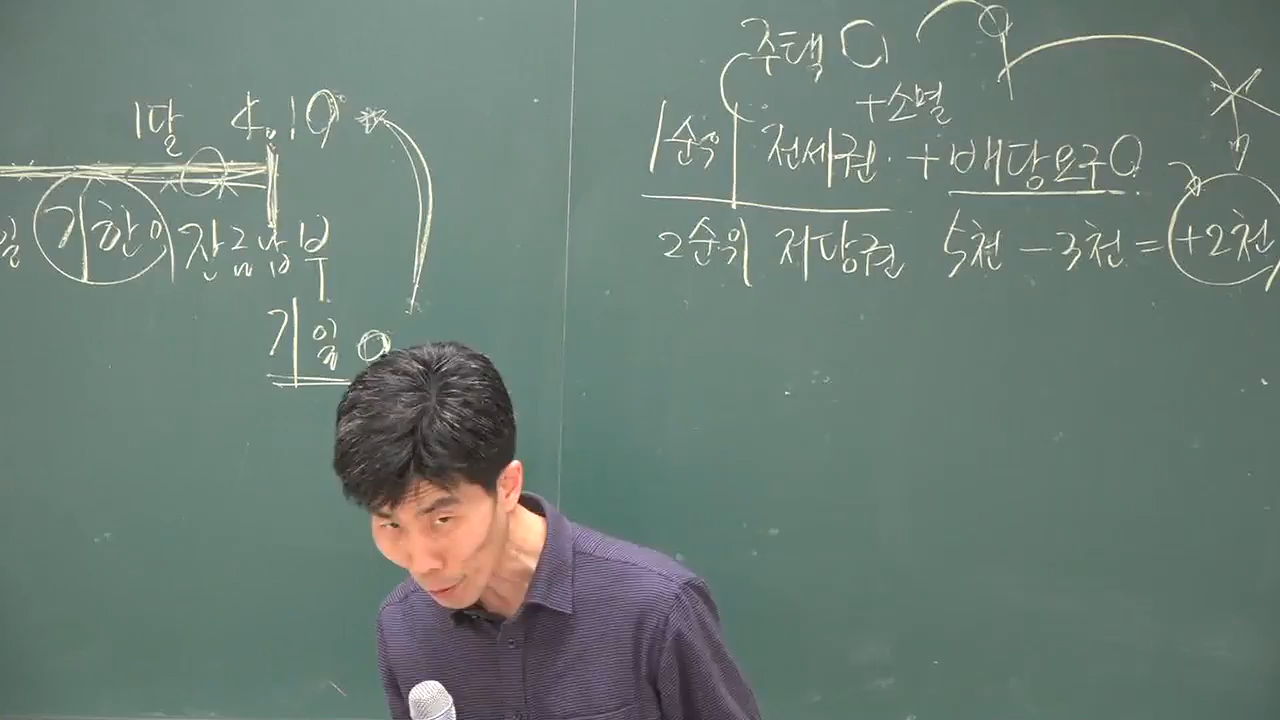 1달 4.10
기한
잔금납부
기일
주택
+소멸
1순위 전세권 + 배당요구 O
2순위 저당권 5천 - 3천 = +2천